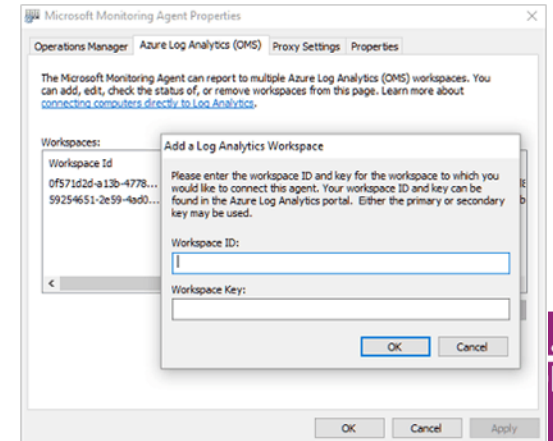 Microsoft Monitoring Agent Properties
Operations Manager Azure Log Analytics (OMS) Proxy Settings Properties
The Microsoft Monitoring Agent can report to multiple Azure Log Analytics (OMS) workspaces. You
can add, edit, check the status of, or remove workspaces from this page. Learn more about
connecting computers directly to Log Analytics.
Workspaces:
Workspace Id
0f571d2d-a13b-4778...
59254651-2e59-4ad0...
Add a Log Analytics Workspace
Please enter the workspace ID and key for the workspace to which you
would like to connect this agent. Your workspace ID and key can be
found in the Azure Log Analytics portal. Either the primary or secondary
key may be used.
Workspace ID:
Workspace Key:
OK Cancel
OK Cancel Apply